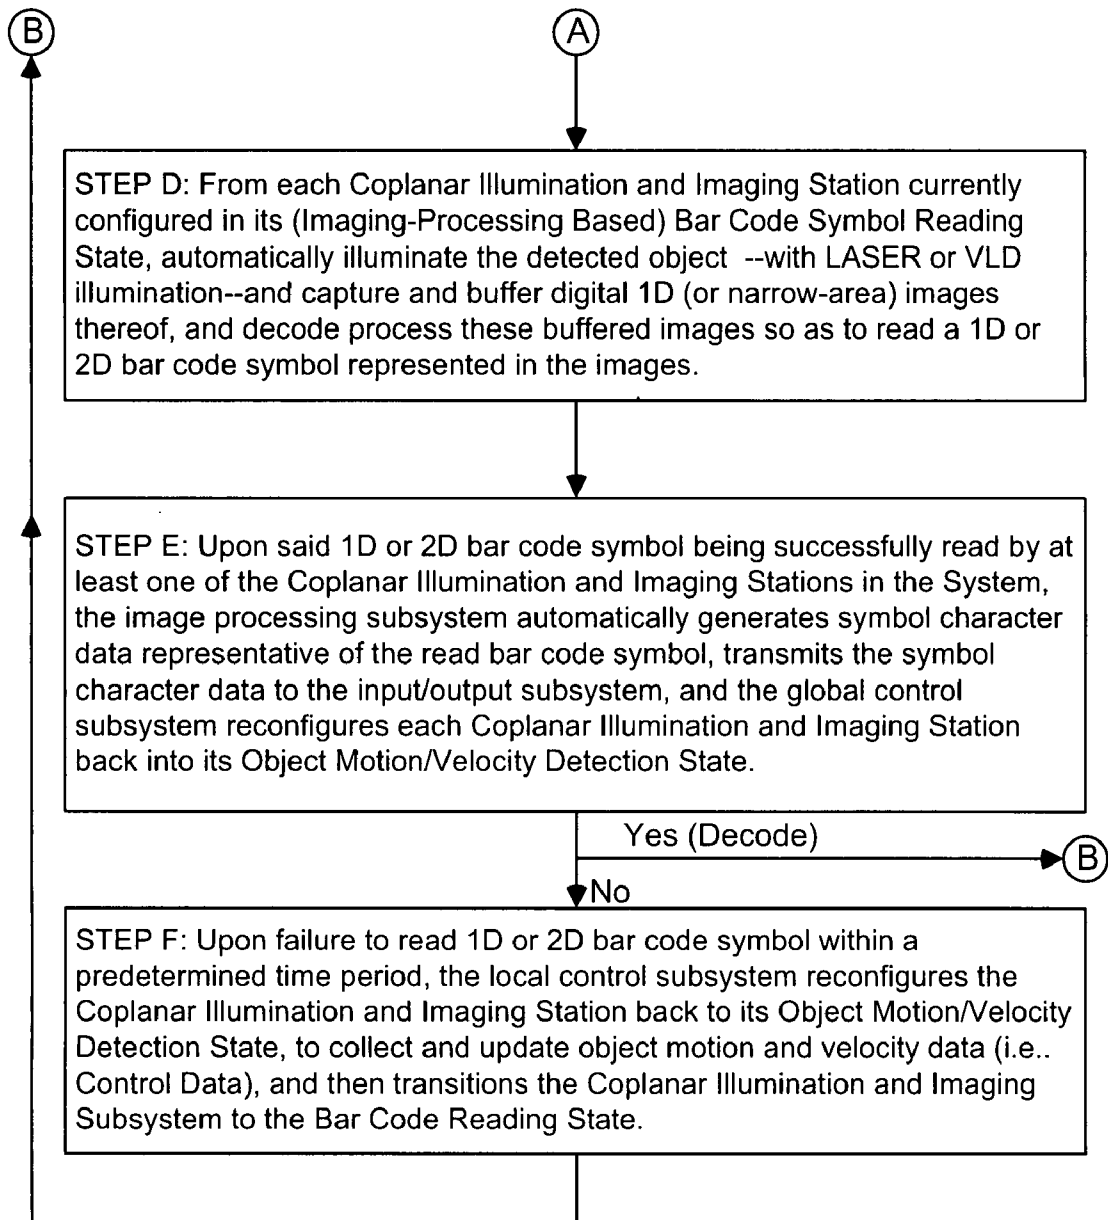 B
A
STEP D: From each Coplanar Illumination and Imaging Station currently
configured in its (Imaging-Processing Based) Bar Code Symbol Reading
State, automatically illuminate the detected object --with LASER or VLD
illumination--and capture and buffer digital 1D (or narrow-area) images
thereof, and decode process these buffered images so as to read a 1D or
2D bar code symbol represented in the images.
STEP E: Upon said 1D or 2D bar code symbol being successfully read by at
least one of the Coplanar Illumination and Imaging Stations in the System,
the image processing subsystem automatically generates symbol character
data representative of the read bar code symbol, transmits the symbol
character data to the input/output subsystem, and the global control
subsystem reconfigures each Coplanar Illumination and Imaging Station
back into its Object Motion/Velocity Detection State.
Yes (Decode)
B
No
STEP F: Upon failure to read 1D or 2D bar code symbol within a
predetermined time period, the local control subsystem reconfigures the
Coplanar Illumination and Imaging Station back to its Object Motion/Velocity
Detection State, to collect and update object motion and velocity data (i.e..
Control Data), and then transitions the Coplanar Illumination and Imaging
Subsystem to the Bar Code Reading State.